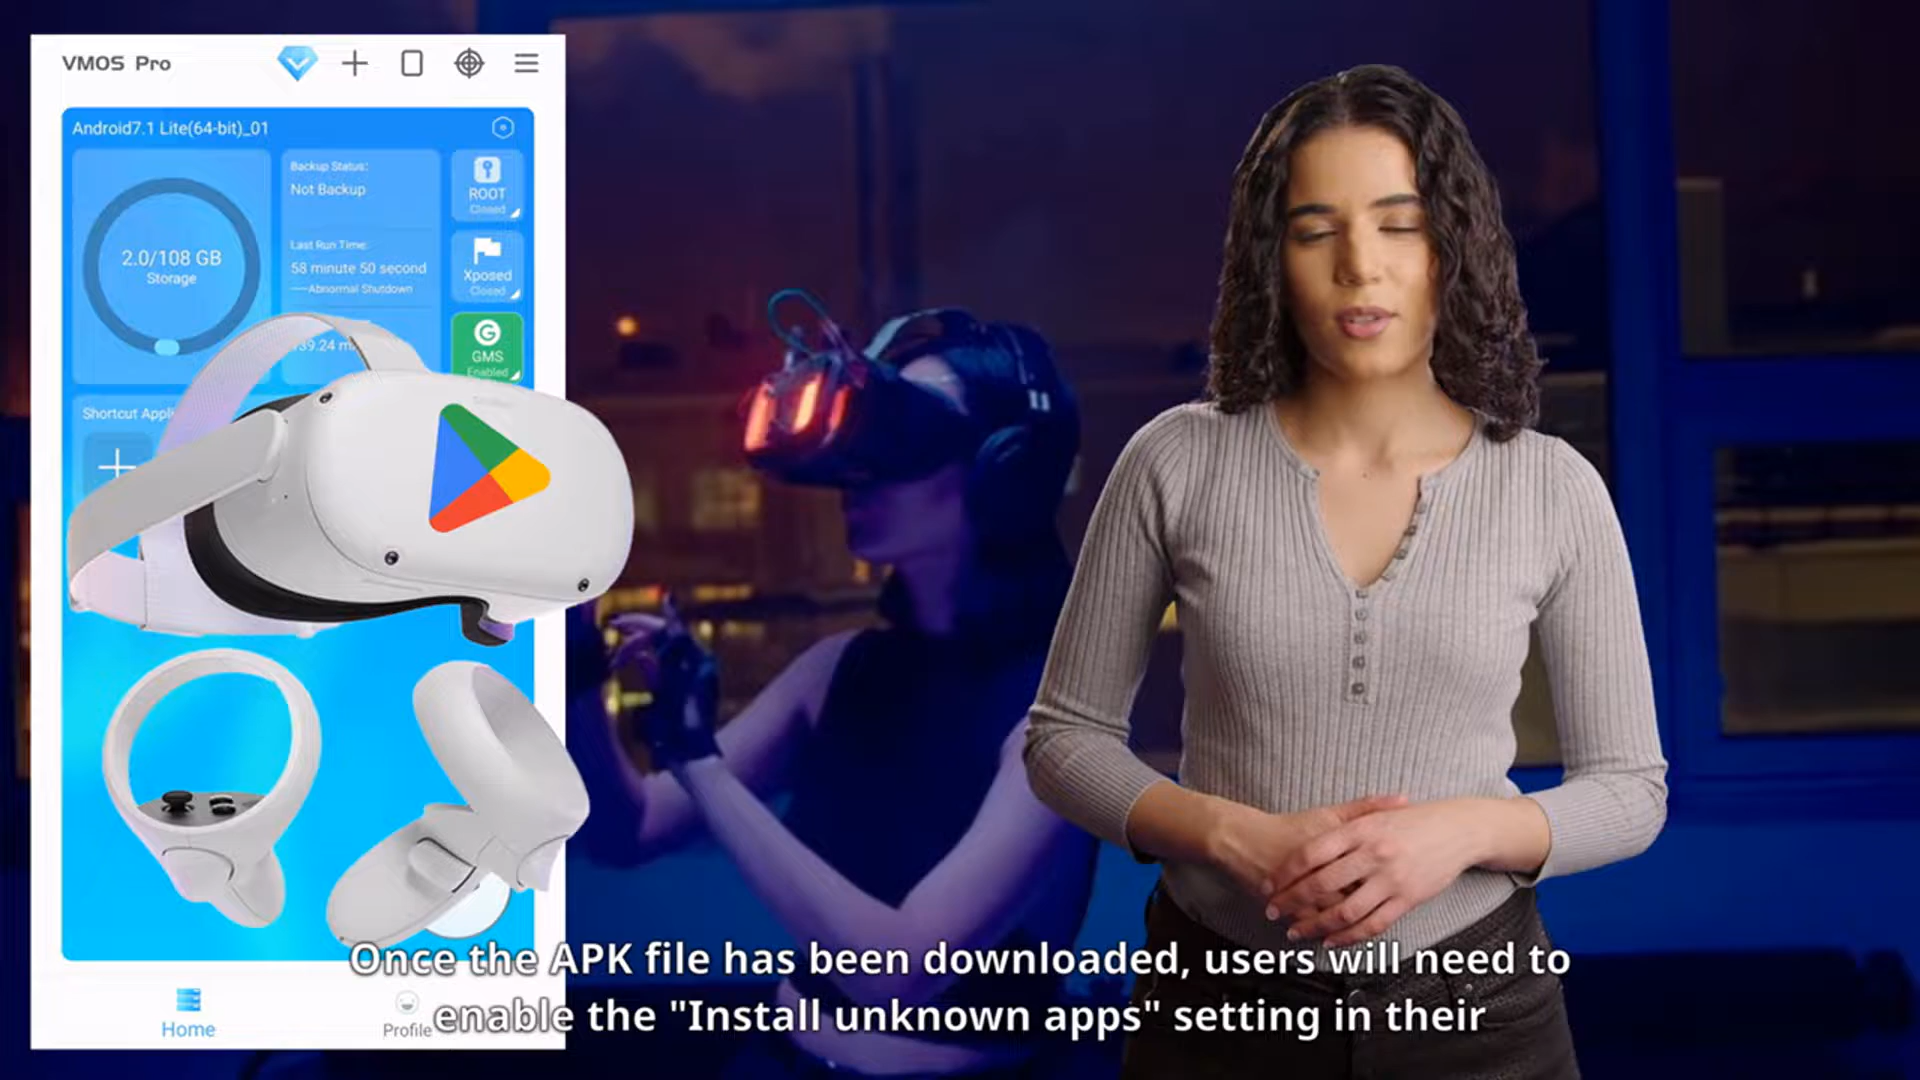 VMOS Pro
Android7.1 Lite(64-bit)_01
Backup Status:
Not Backup
ROOT
Closed
2.0/108 GB
Storage
Last Run Time:
58 minute 50 second
Abnormal Shutdown
Xposed
Closed
GMS
Enabled
Shortcut
Once the APK file has been downloaded, users will need to
enable the "Install unknown apps" setting in their
Home
Profile